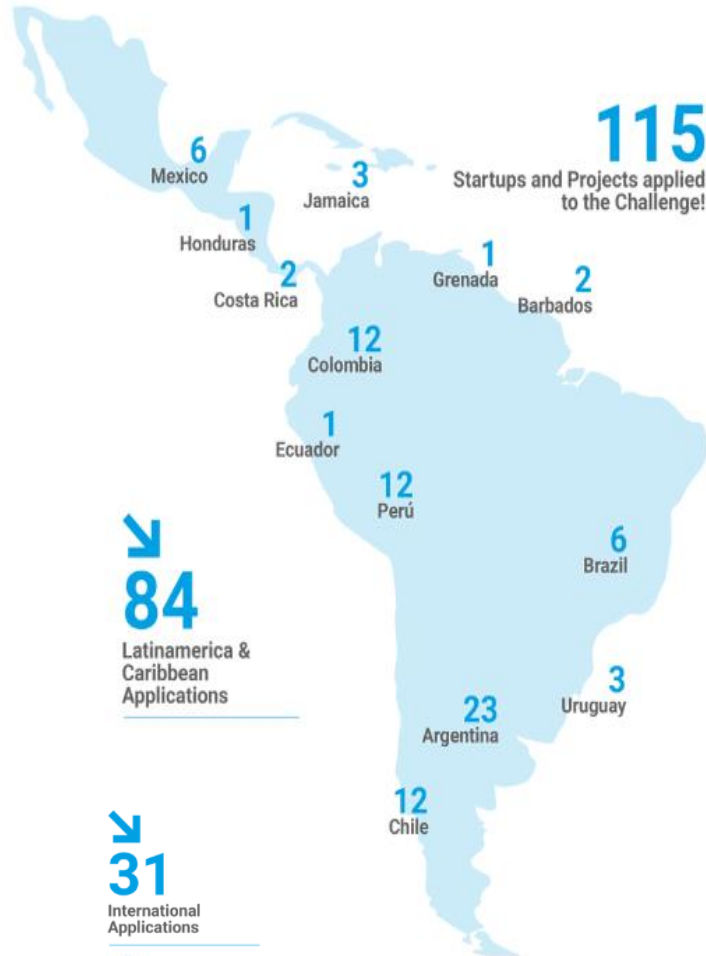 115
Startups and Projects applied
to the Challenge!
6
Mexico
3
Jamaica
1
Honduras
2
Costa Rica
1
Grenada
2
Barbados
12
Colombia
1
Ecuador
12
Perú
6
Brazil
84
Latinamerica &
Caribbean
Applications
3
Uruguay
23
Argentina
12
Chile
31
International
Applications